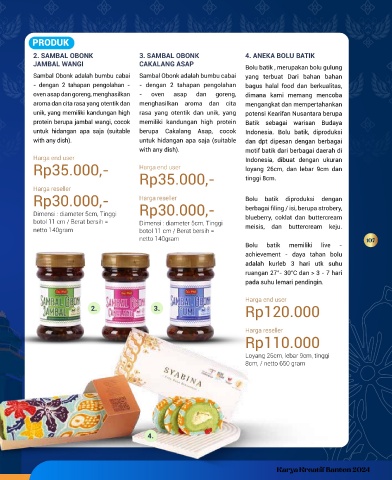 PRODUK
2. SAMBAL OBONK
JAMBAL WANGI
Sambal Obonk adalah bumbu cabai
- dengan 2 tahapan pengolahan -
oven asap dan goreng, menghasilkan
aroma dan cita rasa yang otentik dan
unik, yang memiliki kandungan high
protein berupa jambal wangi, cocok
untuk hidangan apa saja (suitable
with any dish).
Harga end user
Rp35.000,-
Harga reseller
Rp30.000,-
Dimensi : diameter 5cm, Tinggi
botol 11 cm / Berat bersih =
netto 140gram
3. SAMBAL OBONK
CAKALANG ASAP
Sambal Obonk adalah bumbu cabai
- dengan 2 tahapan pengolahan
- oven asap dan goreng,
menghasilkan aroma dan cita
rasa yang otentik dan unik, yang
memiliki kandungan high protein
berupa Cakalang Asap, cocok
untuk hidangan apa saja (suitable
with any dish).
Harga end user
Rp35.000,-
Harga reseller
Rp30.000,-
Dimensi : diameter 5cm, Tinggi
botol 11 cm / Berat bersih =
netto 140gram
4. ANEKA BOLU BATIK
Bolu batik , merupakan bolu gulung
yang terbuat Dari bahan bahan
bagus halal food dan berkualitas,
dimana kami memang mencoba
mengangkat dan mempertahankan
potensi Kearifan Nusantara berupa
Batik sebagai warisan Budaya
Indonesia. Bolu batik, diproduksi
dan dpt dipesan dengan berbagai
motif batik dari berbagai daerah di
Indonesia, dibuat dengan ukuran
loyang 26cm, dan lebar 9cm dan
tinggi 8cm.
Bolu batik diproduksi dengan
berbagai filing / isi, berupa strobery,
blueberry, coklat dan buttercream
meisis, dan buttercream keju.
Bolu batik memiliki live -
achievement - daya tahan bolu
adalah kurleb 3 hari utk suhu
ruangan 27°- 30°C dan > 3 - 7 hari
pada suhu lemari pendingin.
Harga end user
Rp120.000
Harga reseller
Rp110.000
Loyang 26cm, lebar 9cm, tinggi
8cm, / netto 650 gram
107
2.
3.
SAMBAL OBONK
JAMBAL
SAMBAL OBONK
SAMBAL OBONK
SYABINA
4.
Karya Kreatif Banten 2024